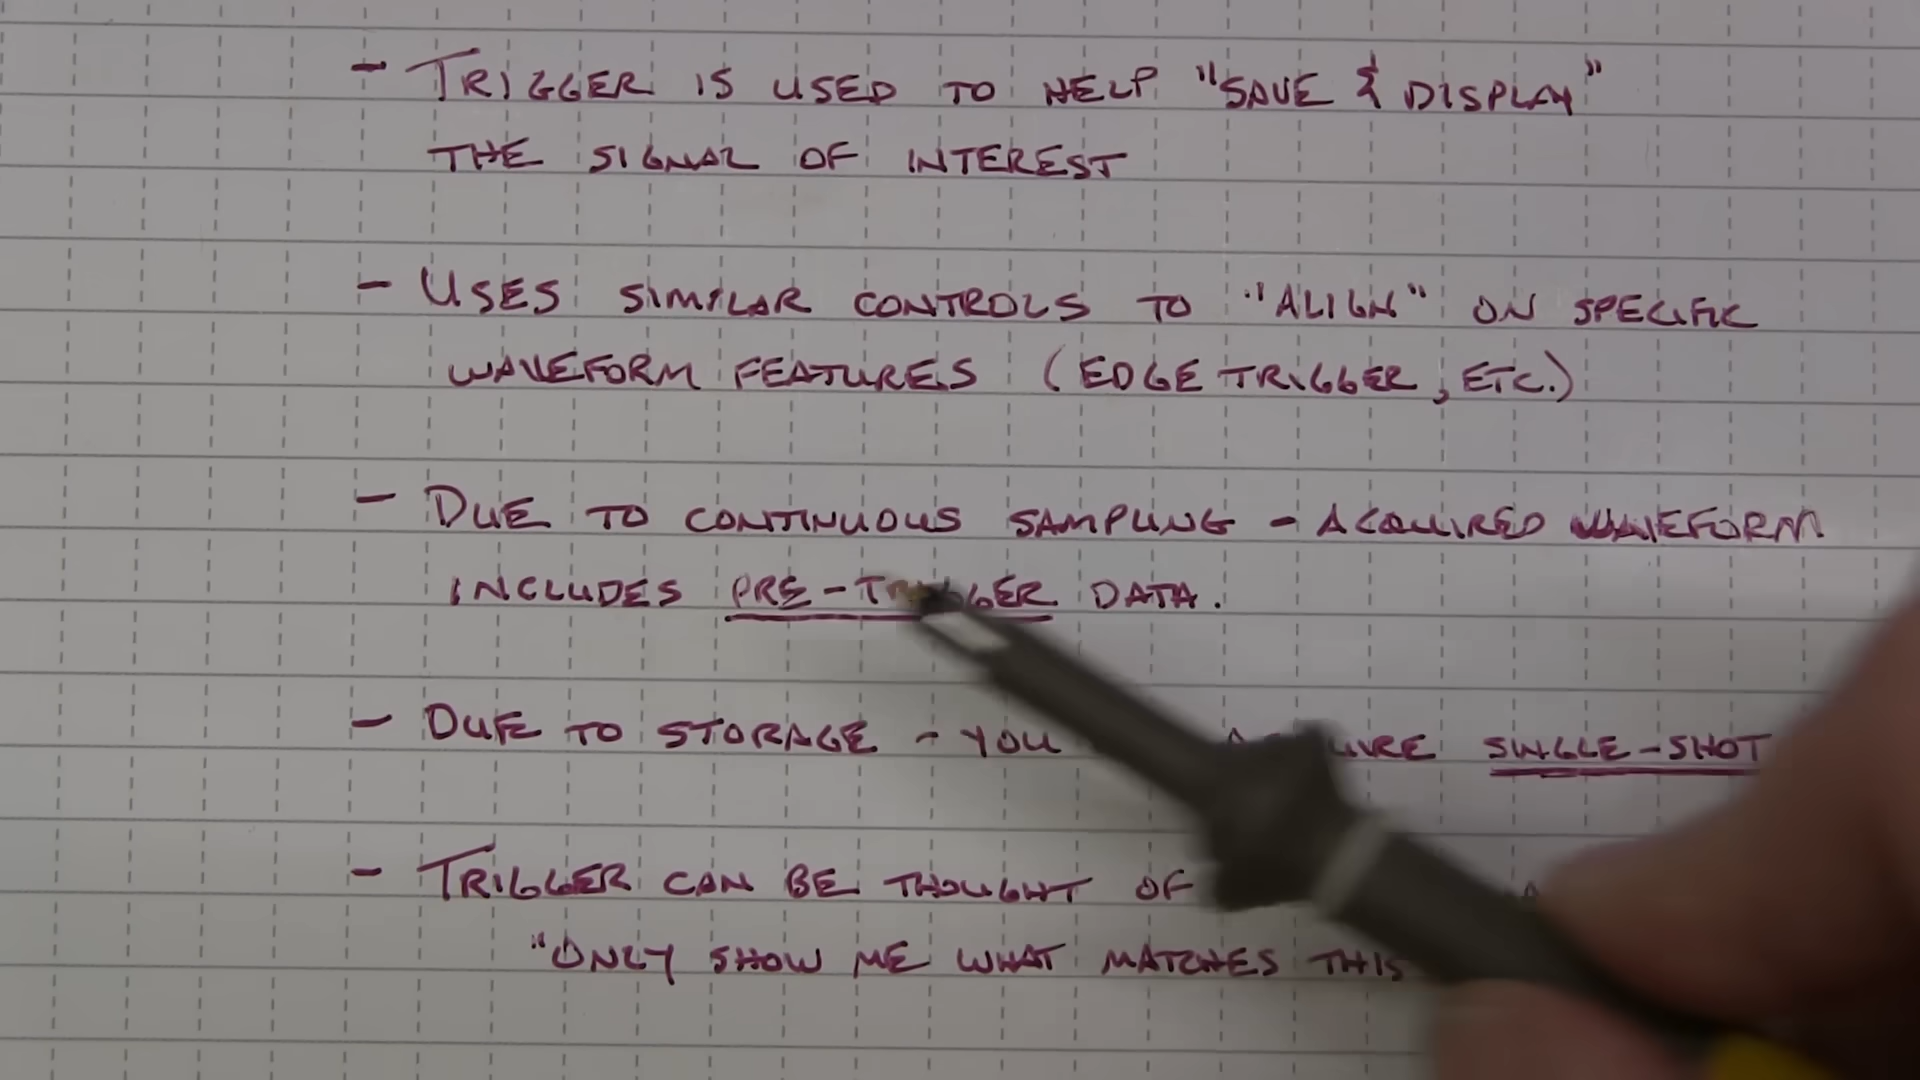 - TRIGGER IS USED TO HELP "SAVE & DISPLAY"
THE SIGNAL OF INTEREST
- USES SIMILAR CONTROLS TO "ALIGN" ON SPECIFIC
WAVEFORM FEATURES (EDGE TRIGGER, ETC.)
- DUE TO CONTINUOUS SAMPLING - ACQUIRED WAVEFORM
INCLUDES PRE-TRIGGER DATA.
- DUE TO STORAGE - YOU SINGLE-SHOT
- TRIGGER CAN BE THOUGHT OF
"ONLY SHOW ME WHAT MATCHES THIS